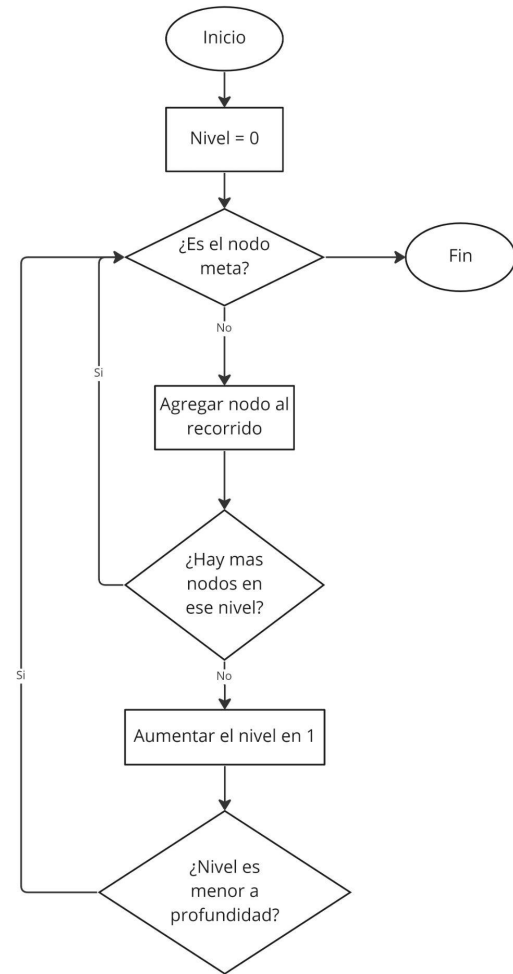 Inicio
Nivel = 0
¿Es el nodo
meta?
Fin
No
Si
Agregar nodo al
recorrido
¿Hay mas
nodos en
ese nivel?
Si
No
Aumentar el nivel en 1
¿Nivel es
menor a
profundidad?